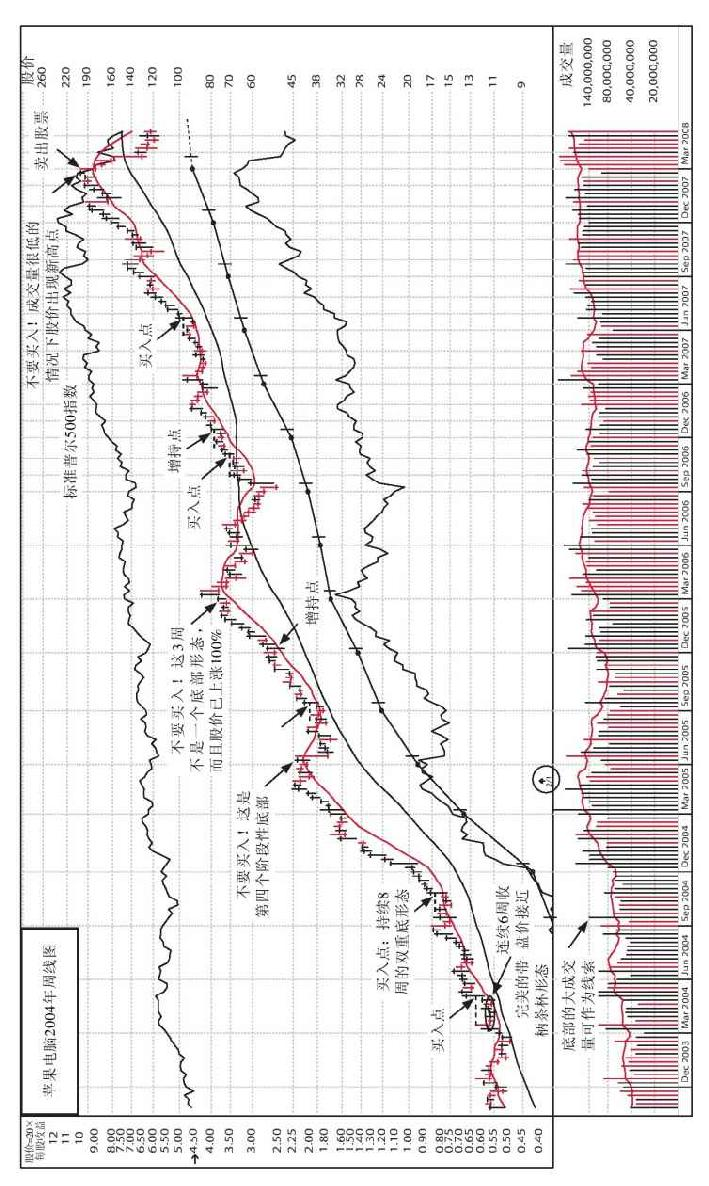 苹果电脑2004年周线图
股价=20×
每股收益
12
11
10
9.00
8.00
7.50
7.00
6.50
6.00
5.50
5.00
4.50
4.00
3.50
3.00
2.50
2.25
2.00
1.80
1.60
1.50
1.40
1.30
1.20
1.10
1.00
0.90
0.80
0.75
0.70
0.65
0.60
0.55
0.50
0.45
0.40
股价
260
220
190
160
140
120
100
80
70
60
45
38
32
28
24
20
17
15
13
11
9
成交量
140,000,000
80,000,000
40,000,000
20,000,000
卖出股票
不要买入！成交量很低的
情况下股价出现新高点
标准普尔500指数
买入点
增持点
买入点
不要买入！这3周
不是一个底部形态，
而且股价已上涨100%
增持点
不要买入！这是
第四个阶段性底部
买入点：持续8
周的双重底形态
买入点
连续6周收
盘价接近
完美的带
柄茶杯形态
底部的大成交
量可作为线索
Dec 2003
Mar 2004
Jun 2004
Sep 2004
Dec 2004
Mar 2005
Jun 2005
Sep 2005
Dec 2005
Mar 2006
Jun 2006
Sep 2006
Dec 2006
Mar 2007
Jun 2007
Sep 2007
Dec 2007
Mar 2008